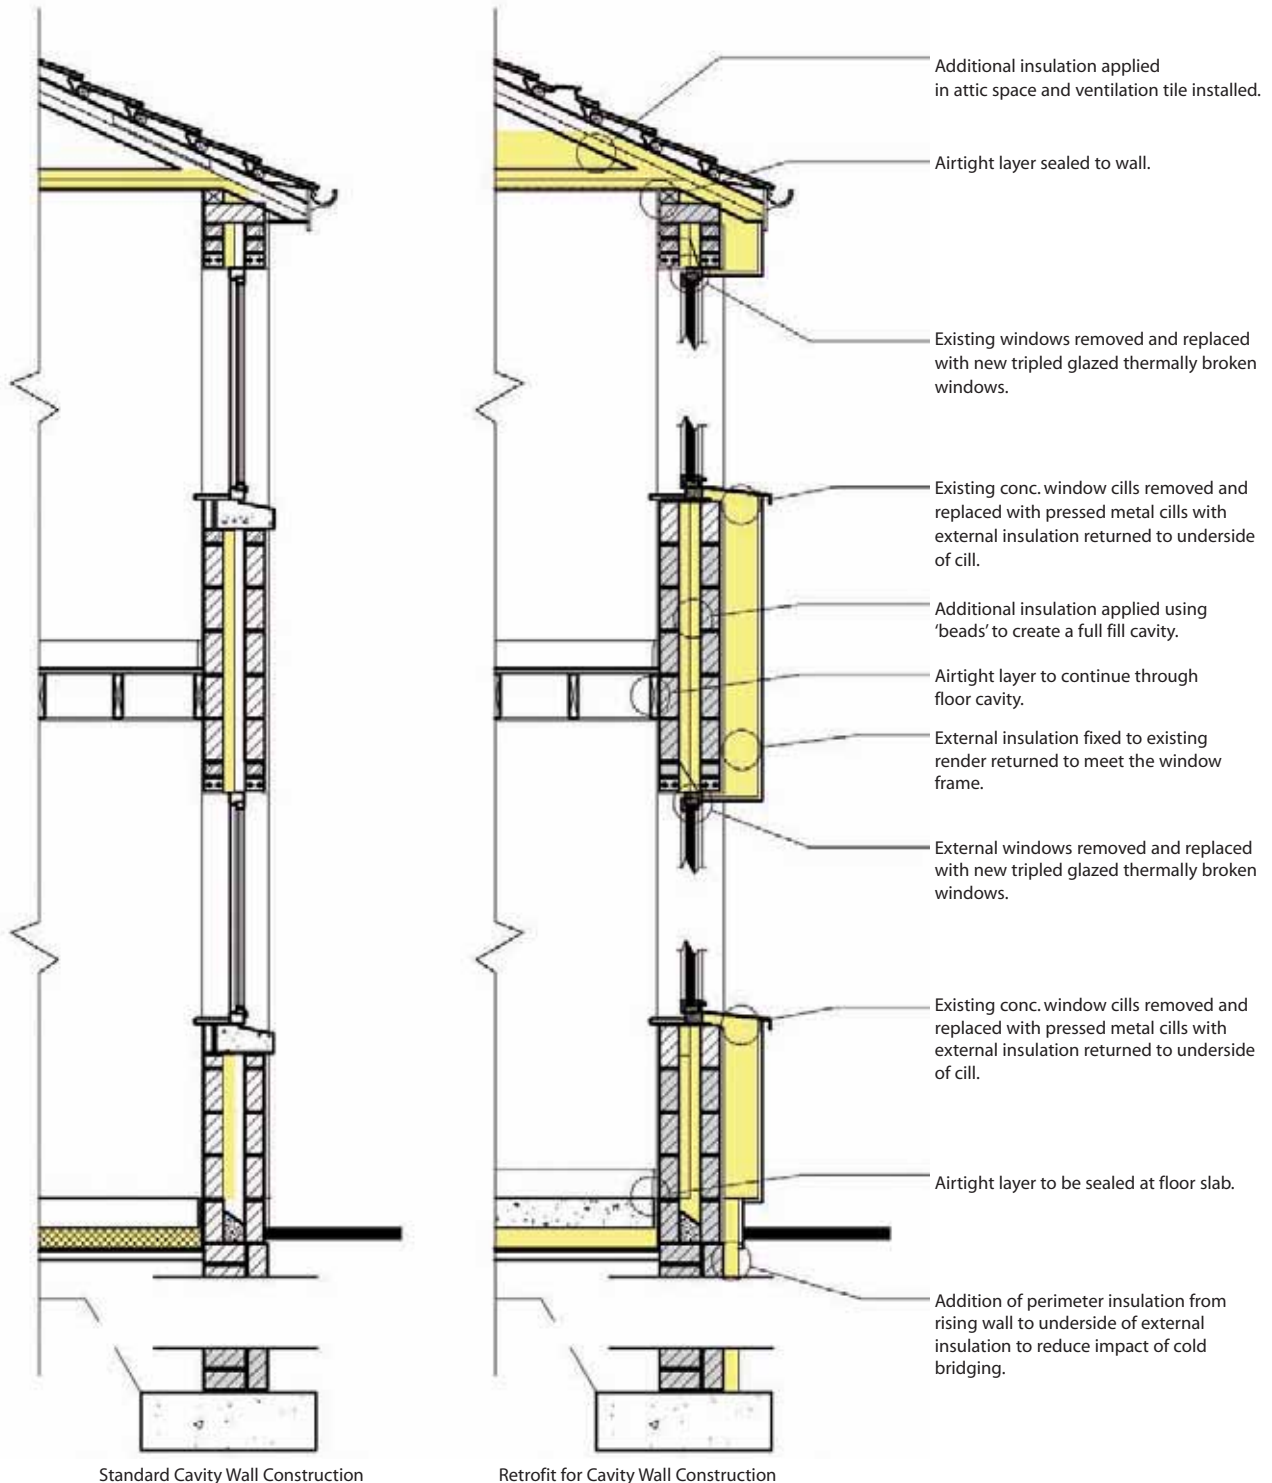 Additional insulation applied
in attic space and ventilation tile installed.
Airtight layer sealed to wall.
Existing windows removed and replaced
with new tripled glazed thermally broken
windows.
Existing conc. window cills removed and
replaced with pressed metal cills with
external insulation returned to underside
of cill.
Additional insulation applied using
‘beads’ to create a full fill cavity.
Airtight layer to continue through
floor cavity.
External insulation fixed to existing
render returned to meet the window
frame.
External windows removed and replaced
with new tripled glazed thermally broken
windows.
Existing conc. window cills removed and
replaced with pressed metal cills with
external insulation returned to underside
of cill.
Airtight layer to be sealed at floor slab.
Addition of perimeter insulation from
rising wall to underside of external
insulation to reduce impact of cold
bridging.
Standard Cavity Wall Construction
Retrofit for Cavity Wall Construction